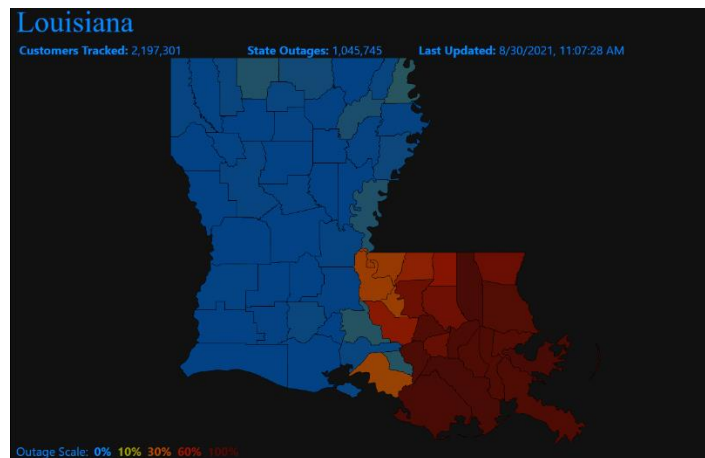 Louisiana
Customers Tracked: 2,197,301 State Outages: 1,045,745 Last Updated: 8/30/2021, 11:07:28 AM
Outage Scale: 0% 10% 30% 60% 100%